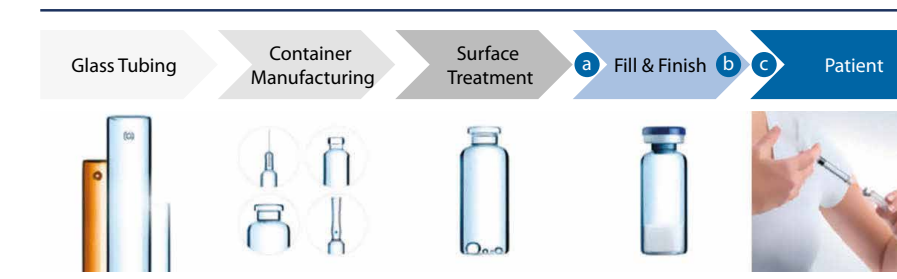 Glass Tubing
Container
Manufacturing
Surface
Treatment
a
Fill & Finish
b
c
Patient